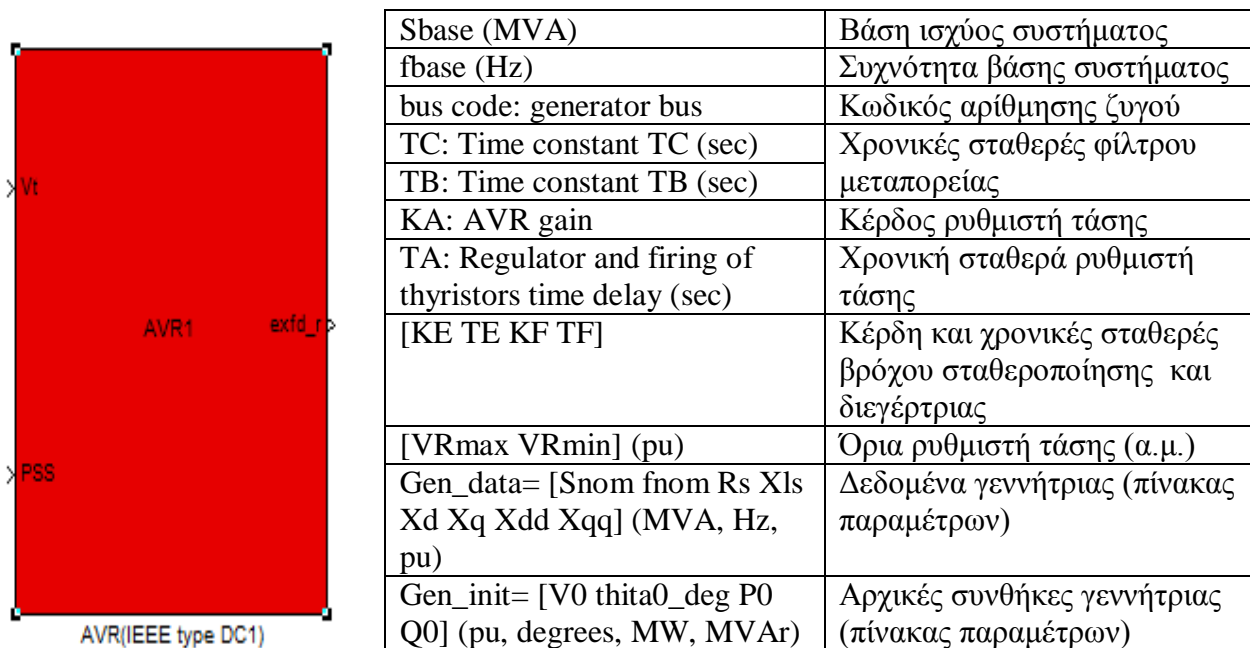 Vt
PSS
AVR1
exfd_r
AVR(IEEE type DC1)
Sbase (MVA) Βάση ισχύος συστήματος
fbase (Hz) Συχνότητα βάσης συστήματος
bus code: generator bus Κωδικός αρίθμησης ζυγού
TC: Time constant TC (sec) Χρονικές σταθερές φίλτρου
TB: Time constant TB (sec) μεταπορείας
KA: AVR gain Κέρδος ρυθμιστή τάσης
TA: Regulator and firing of Χρονική σταθερά ρυθμιστή
thyristors time delay (sec) τάσης
[KE TE KF TF] Κέρδη και χρονικές σταθερές
βρόχου σταθεροποίησης και
διεγέρτριας
[VRmax VRmin] (pu) Όρια ρυθμιστή τάσης (α.μ.)
Gen_data= [Snom fnom Rs Xls Δεδομένα γεννήτριας (πίνακας
Xd Xq Xdd Xqq] (MVA, Hz, παραμέτρων)
pu)
Gen_init= [V0 thita0_deg P0 Αρχικές συνθήκες γεννήτριας
Q0] (pu, degrees, MW, MVAr) (πίνακας παραμέτρων)